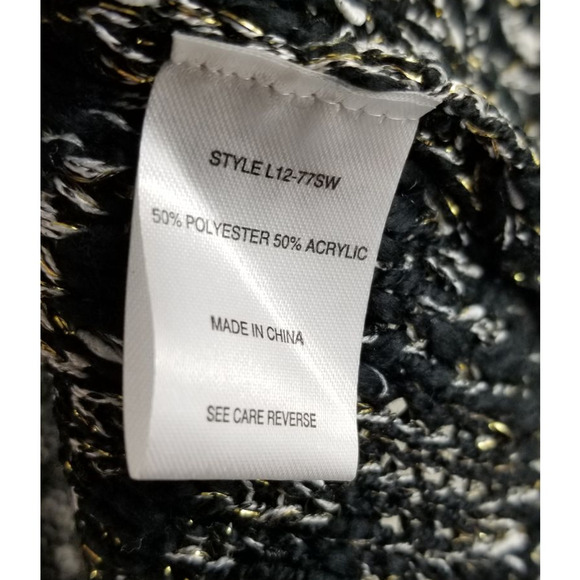 STYLE L12-77SW
50% POLYESTER 50% ACRYLIC
MADE IN CHINA
SEE CARE REVERSE